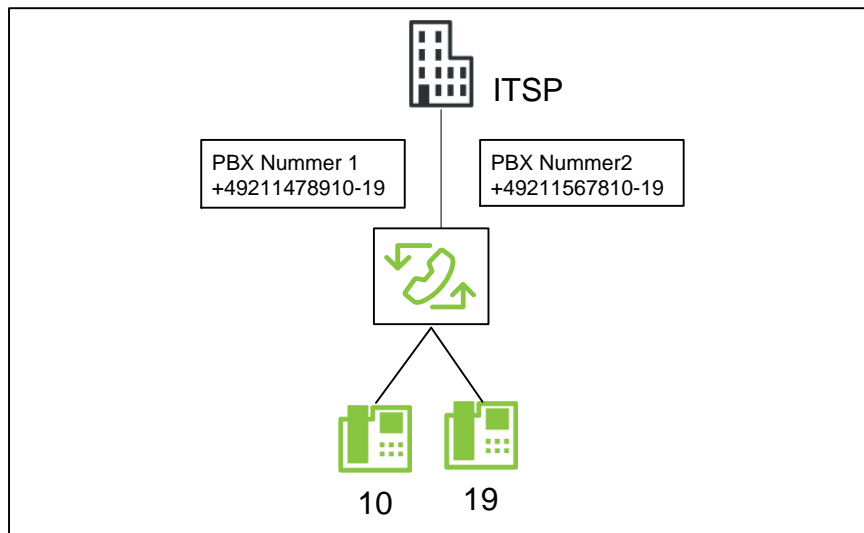 ITSP
PBX Nummer 1
+49211478910-19
PBX Nummer2
+49211567810-19
10
19